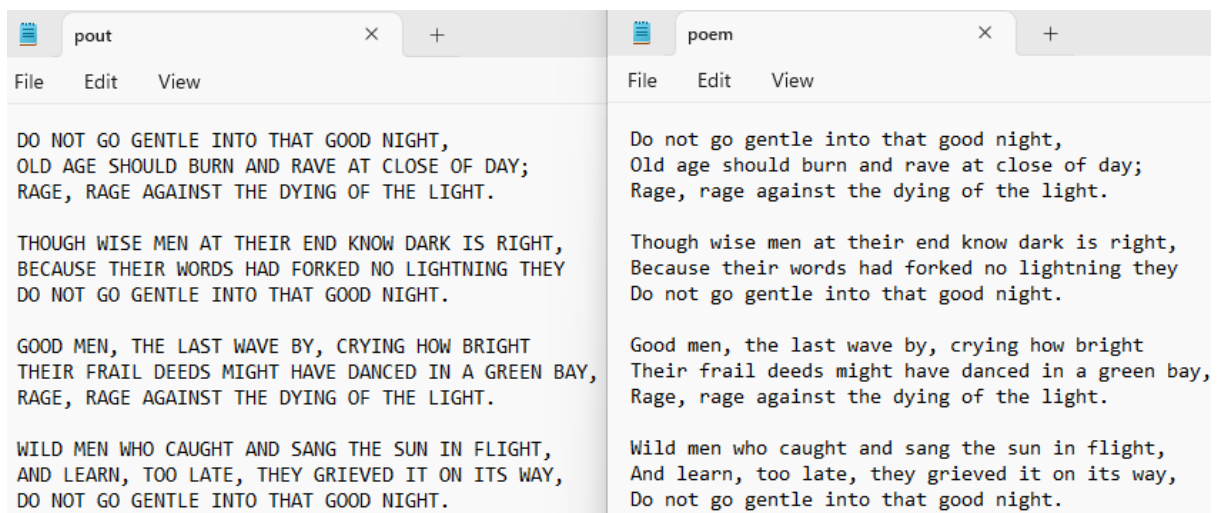 pout
File Edit View
DO NOT GO GENTLE INTO THAT GOOD NIGHT,
OLD AGE SHOULD BURN AND RAVE AT CLOSE OF DAY;
RAGE, RAGE AGAINST THE DYING OF THE LIGHT.
THOUGH WISE MEN AT THEIR END KNOW DARK IS RIGHT,
BECAUSE THEIR WORDS HAD FORKED NO LIGHTNING THEY
DO NOT GO GENTLE INTO THAT GOOD NIGHT.
GOOD MEN, THE LAST WAVE BY, CRYING HOW BRIGHT
THEIR FRAIL DEEDS MIGHT HAVE DANCED IN A GREEN BAY,
RAGE, RAGE AGAINST THE DYING OF THE LIGHT.
WILD MEN WHO CAUGHT AND SANG THE SUN IN FLIGHT,
AND LEARN, TOO LATE, THEY GRIEVED IT ON ITS WAY,
DO NOT GO GENTLE INTO THAT GOOD NIGHT.
poem
File Edit View
Do not go gentle into that good night,
Old age should burn and rave at close of day;
Rage, rage against the dying of the light.
Though wise men at their end know dark is right,
Because their words had forked no lightning they
Do not go gentle into that good night.
Good men, the last wave by, crying how bright
Their frail deeds might have danced in a green bay,
Rage, rage against the dying of the light.
Wild men who caught and sang the sun in flight,
And learn, too late, they grieved it on its way,
Do not go gentle into that good night.